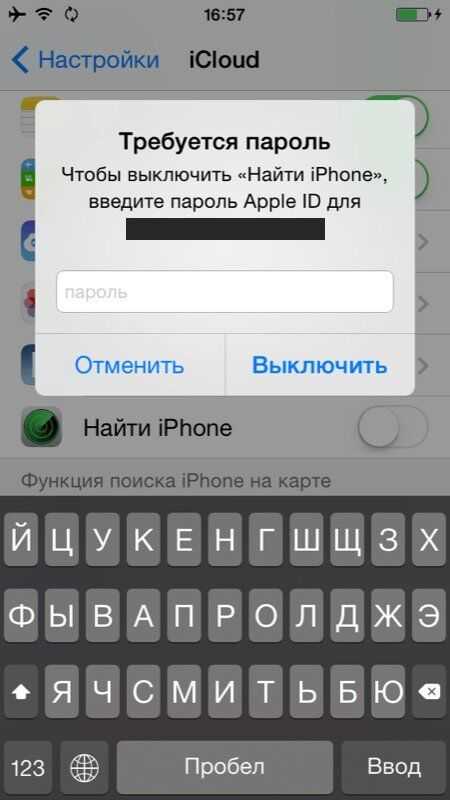 16:57
Настройки
iCloud
Требуется пароль
Чтобы выключить «Найти iPhone»,
введите пароль Apple ID для
пароль
Отменить
Выключить
Найти iPhone
Функция поиска iPhone на карте
Й Ц У К Е Н Г Ш Щ З Х
Ф Ы В А П Р О Л Д Ж Э
Я Ч С М И Т Ь Б Ю
123 Пробел Ввод